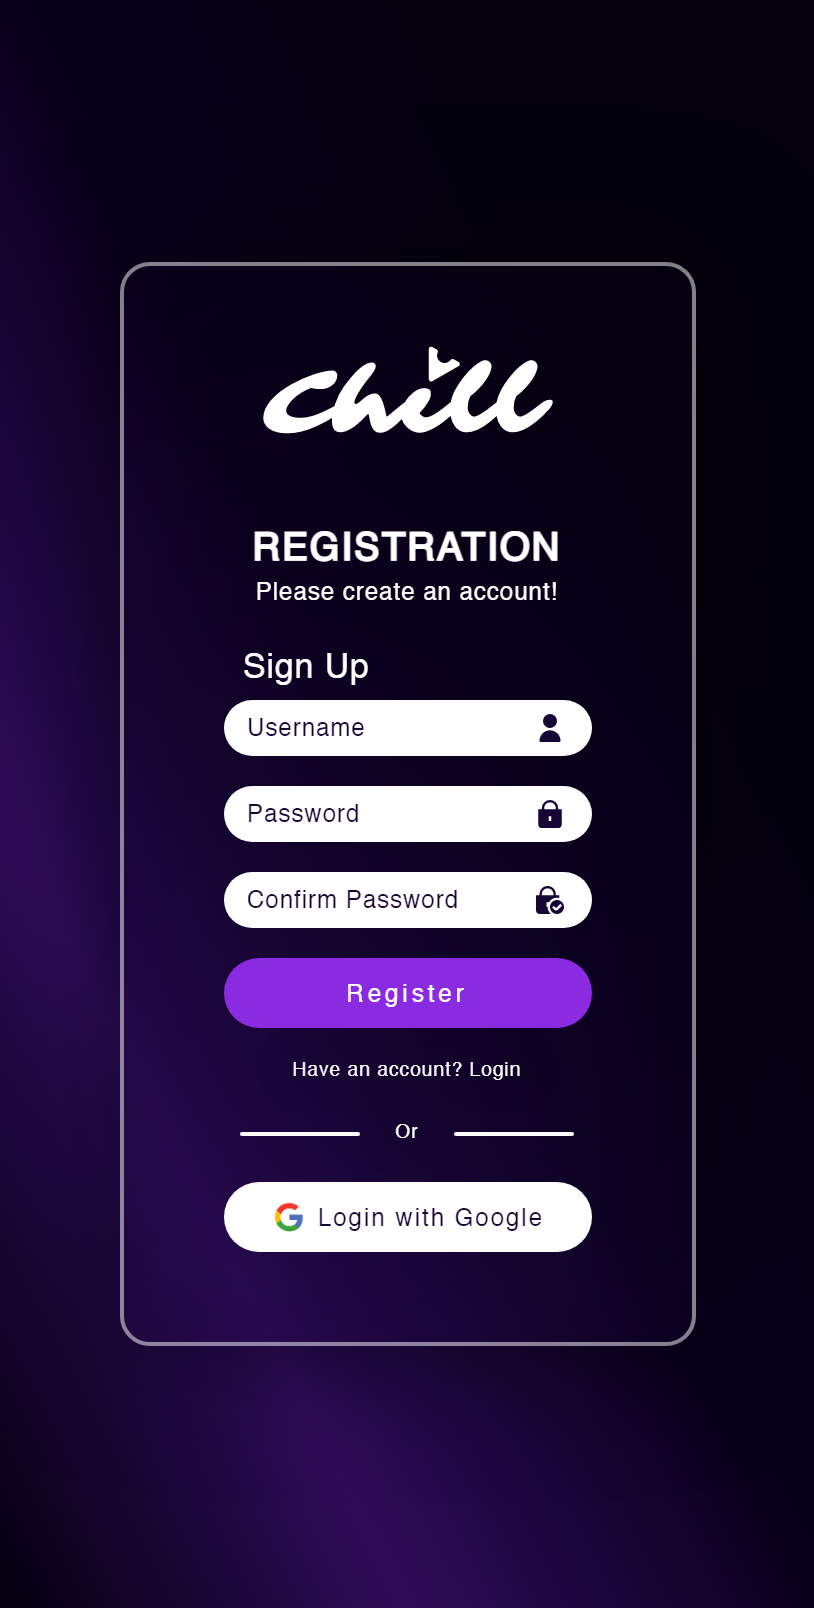 Chill
REGISTRATION
Please create an account!
Sign Up
Username
Password
Confirm Password
Register
Have an account? Login
Or
Login with Google